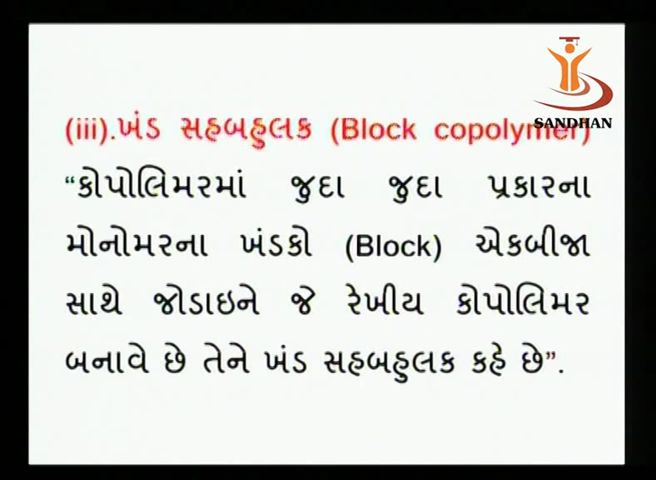 SANDHAN
(iii).ખંડ સહબહુલક (Block copolymer)
“કોપોલિમરમાં જુદા જુદા પ્રકારના
મોનોમરના ખંડકો (Block) એકબીજા
સાથે જોડાઇને જે રેખીય કોપોલિમર
બનાવે છે તેને ખંડ સહબહુલક કહે છે”.